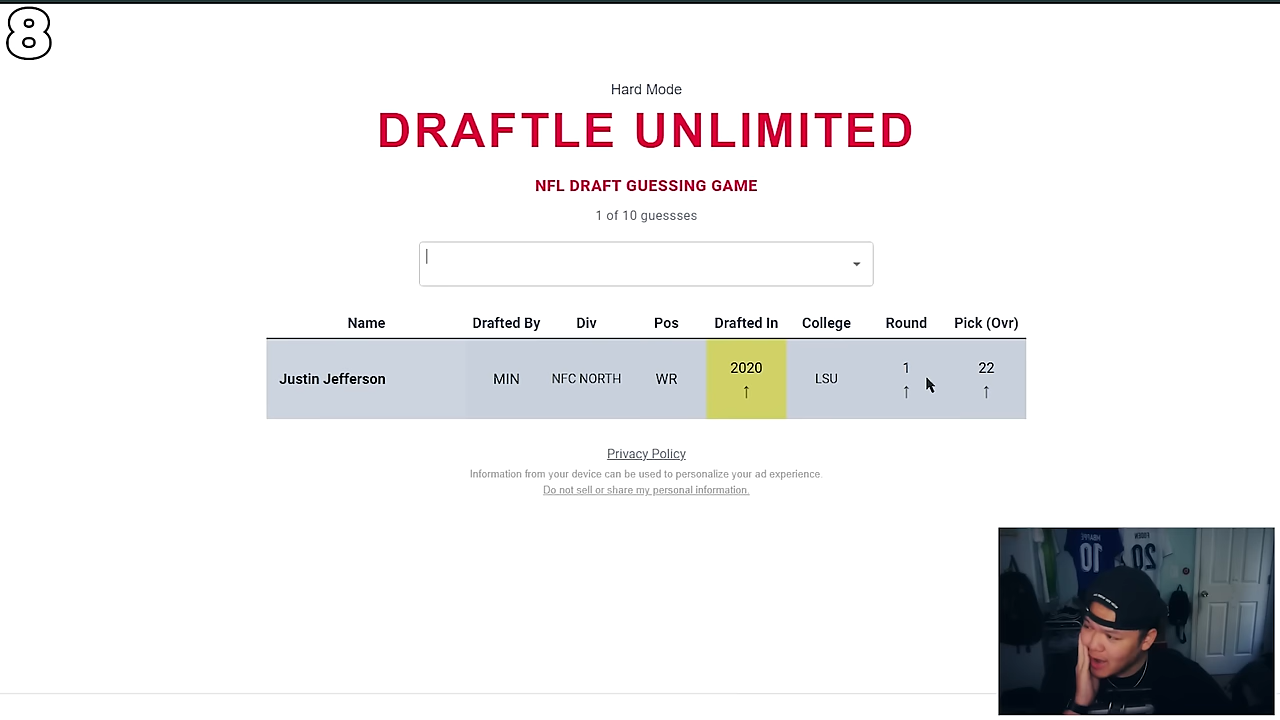 8
Hard Mode
DRAFTLE UNLIMITED
NFL DRAFT GUESSING GAME
1 of 10 guessses
Name Drafted By Div Pos Drafted In College Round Pick (Ovr)
Justin Jefferson MIN NFC NORTH WR 2020 ↑ LSU 1 ↑ 22 ↑
Privacy Policy
Information from your device can be used to personalize your ad experience.
Do not sell or share my personal information.
10
20